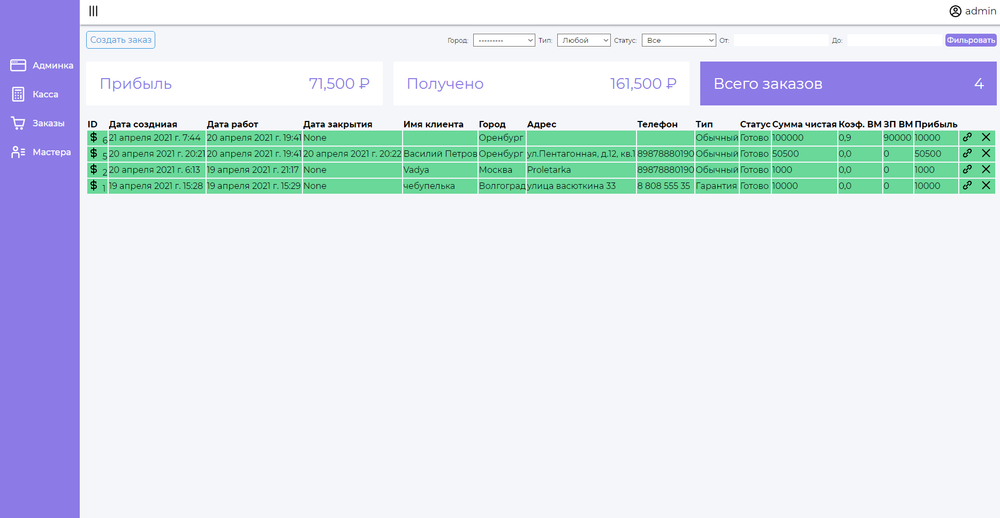 admin
Админка
Касса
Заказы
Мастера
Создать заказ Город: --------- Тип: Любой Статус: Все От: До: Фильровать
Прибыль 71,500 ₽ Получено 161,500 ₽ Всего заказов 4
ID Дата создниая Дата работ Дата закрытия Имя клиента Город Адрес Телефон Тип Статус Сумма чистая Коэф. ВМ ЗП ВМ Прибыль
$ 6 21 апреля 2021 г. 7:44 20 апреля 2021 г. 19:41 None Оренбург Обычный Готово 100000 0,9 90000 10000
$ 5 20 апреля 2021 г. 20:21 20 апреля 2021 г. 19:41 20 апреля 2021 г. 20:22 Василий Петров Оренбург ул.Пентагонная, д.12, кв.1 89878880190 Обычный Готово 50500 0,0 0 50500
$ 2 20 апреля 2021 г. 6:13 19 апреля 2021 г. 21:17 None Vadya Москва Proletarka 89878880190 Обычный Готово 1000 0,0 0 1000
$ 1 19 апреля 2021 г. 15:28 19 апреля 2021 г. 15:29 None чебупелька Волгоград улица васюткина 33 8 808 555 35 Гарантия Готово 10000 0,0 0 10000